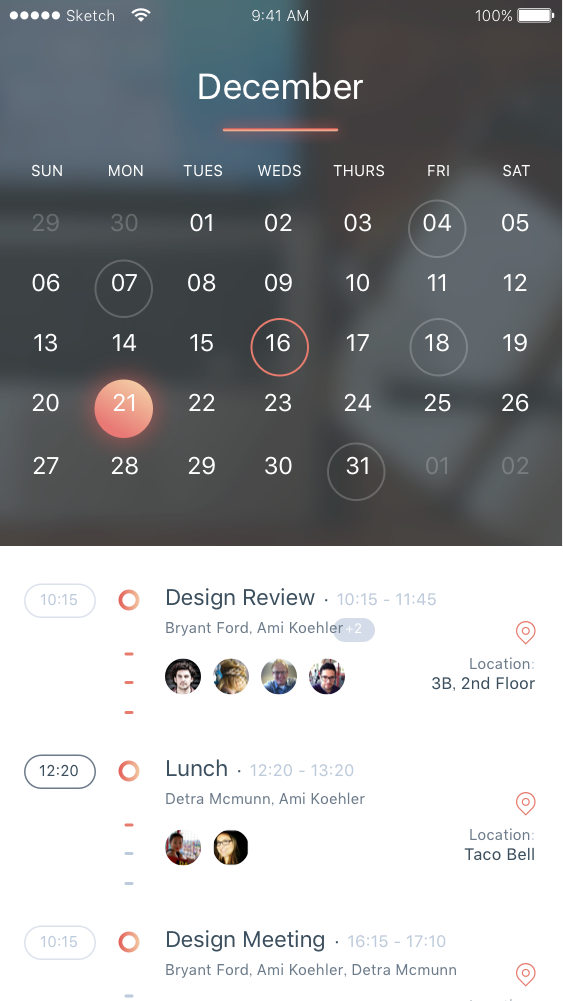 Sketch 9:41 AM 100%
December
SUN MON TUES WEDS THURS FRI SAT
29 30 01 02 03 04 05
06 07 08 09 10 11 12
13 14 15 16 17 18 19
20 21 22 23 24 25 26
27 28 29 30 31 01 02
10:15 Design Review · 10:15 - 11:45
Bryant Ford, Ami Koehler +2
Location:
3B, 2nd Floor
12:20 Lunch · 12:20 - 13:20
Detra Mcmunn, Ami Koehler
Location:
Taco Bell
10:15 Design Meeting · 16:15 - 17:10
Bryant Ford, Ami Koehler, Detra Mcmunn